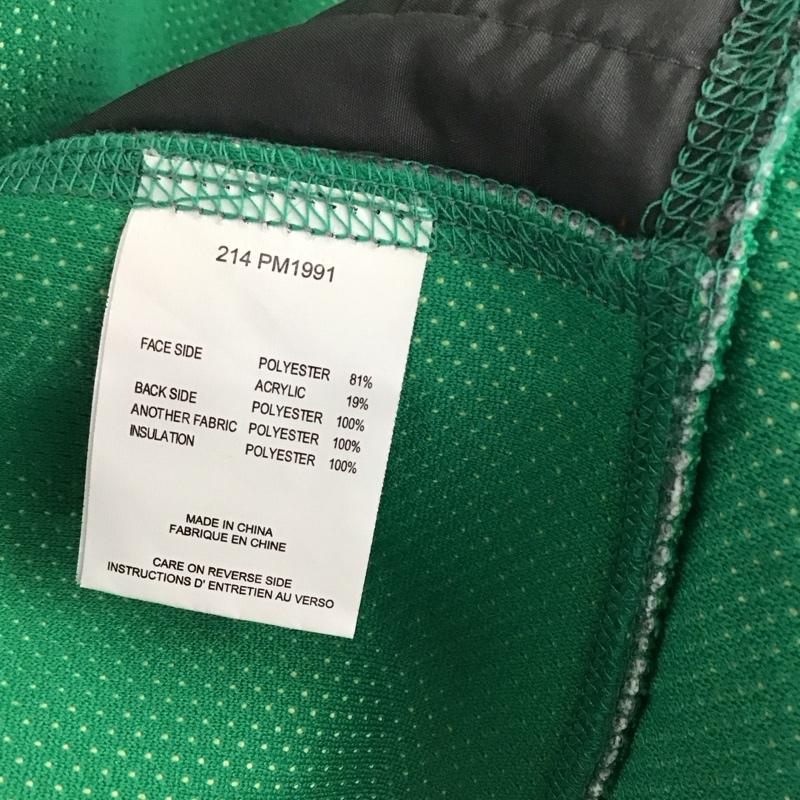 214 PM1991
FACE SIDE POLYESTER 81%
ACRYLIC 19%
BACK SIDE POLYESTER 100%
ANOTHER FABRIC POLYESTER 100%
INSULATION POLYESTER 100%
MADE IN CHINA
FABRIQUE EN CHINE
CARE ON REVERSE SIDE
INSTRUCTIONS D' ENTRETIEN AU VERSO